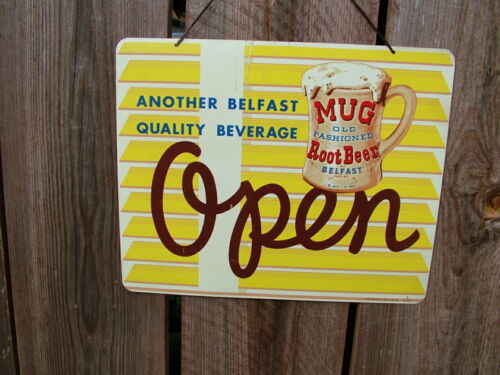 ANOTHER BELFAST
QUALITY BEVERAGE
MUG
OLD
FASHIONED
Root Beer
BELFAST
Open